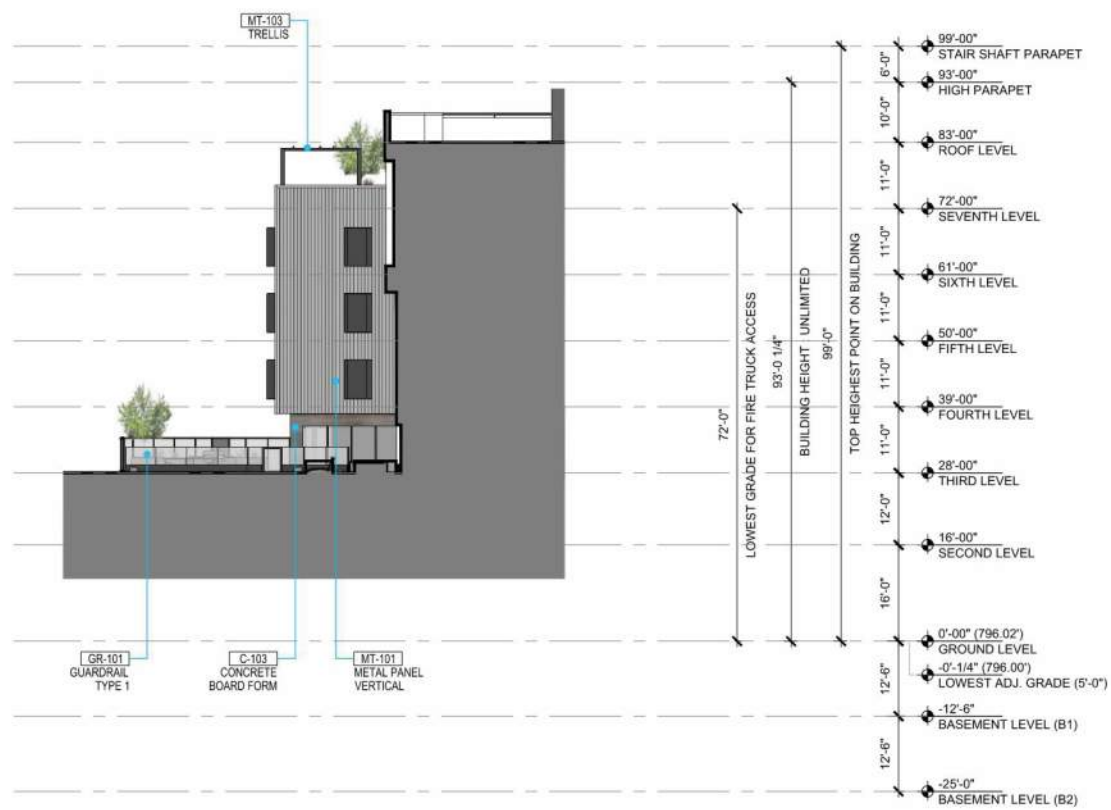 MT-103
TRELLIS
99'-00"
STAIR SHAFT PARAPET
6'-0"
93'-00"
HIGH PARAPET
10'-0"
83'-00"
ROOF LEVEL
11'-0"
72'-00"
SEVENTH LEVEL
11'-0"
61'-00"
SIXTH LEVEL
11'-0"
50'-00"
FIFTH LEVEL
11'-0"
39'-00"
FOURTH LEVEL
11'-0"
28'-00"
THIRD LEVEL
12'-0"
16'-00"
SECOND LEVEL
16'-0"
0'-00" (796.02')
GROUND LEVEL
-0'-1/4" (796.00')
LOWEST ADJ. GRADE (5'-0")
12'-6"
-12'-6"
BASEMENT LEVEL (B1)
12'-6"
-25'-0"
BASEMENT LEVEL (B2)
72'-0"
LOWEST GRADE FOR FIRE TRUCK ACCESS
93'-0 1/4"
BUILDING HEIGHT : UNLIMITED
99'-0"
TOP HEIGHEST POINT ON BUILDING
GR-101
GUARDRAIL
TYPE 1
C-103
CONCRETE
BOARD FORM
MT-101
METAL PANEL
VERTICAL